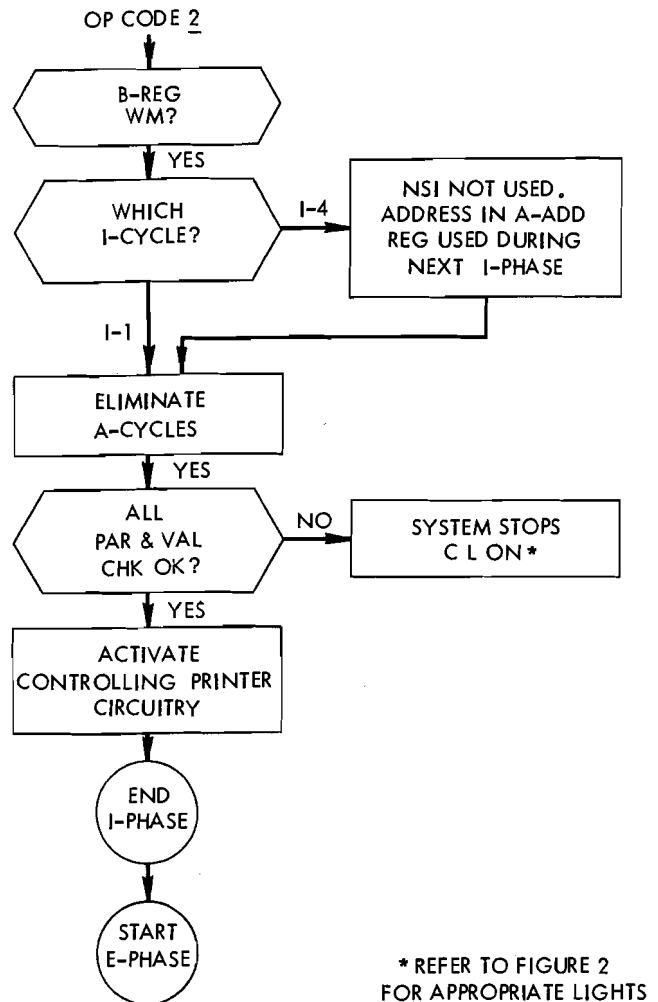 OP CODE 2
B-REG
WM?
YES
WHICH
I-CYCLE?
I-4
NSI NOT USED.
ADDRESS IN A-ADD
REG USED DURING
NEXT I-PHASE
I-1
ELIMINATE
A-CYCLES
YES
ALL
PAR & VAL
CHK OK?
NO
SYSTEM STOPS
C L ON*
YES
ACTIVATE
CONTROLLING PRINTER
CIRCUITRY
END
I-PHASE
START
E-PHASE
* REFER TO FIGURE 2
FOR APPROPRIATE LIGHTS